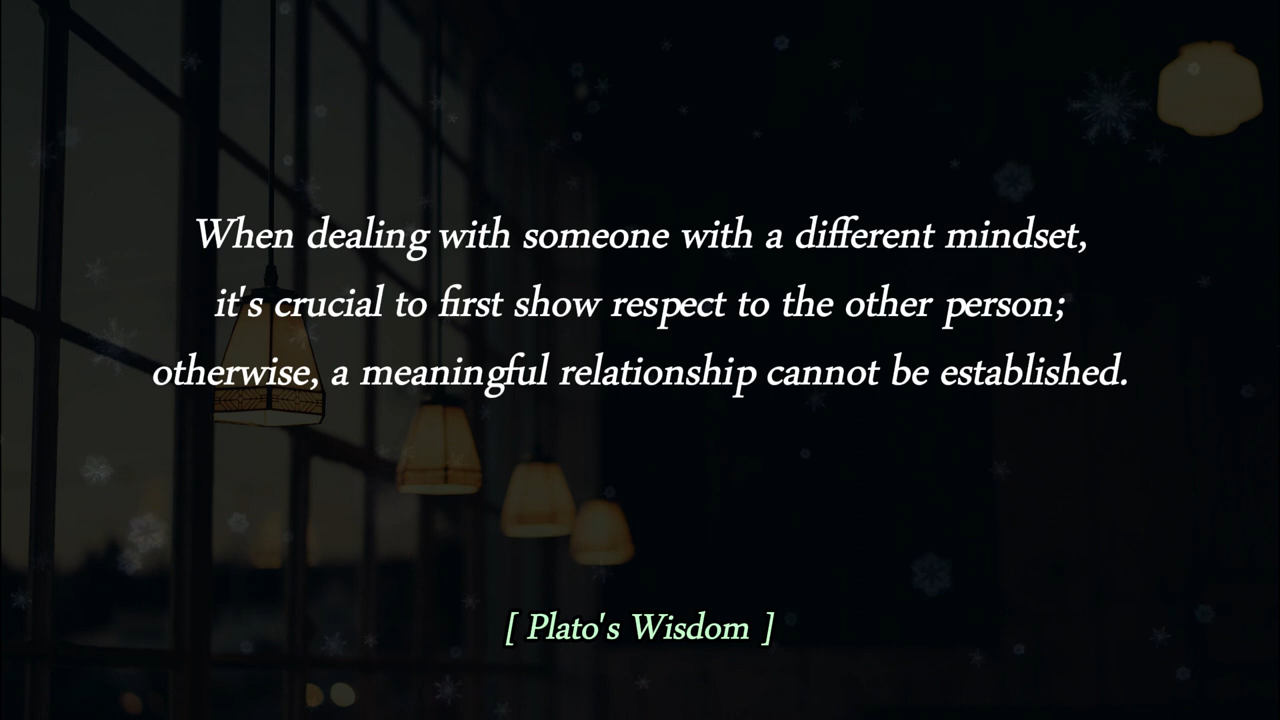 When dealing with someone with a different mindset,
it's crucial to first show respect to the other person;
otherwise, a meaningful relationship cannot be established.
[ Plato's Wisdom ]